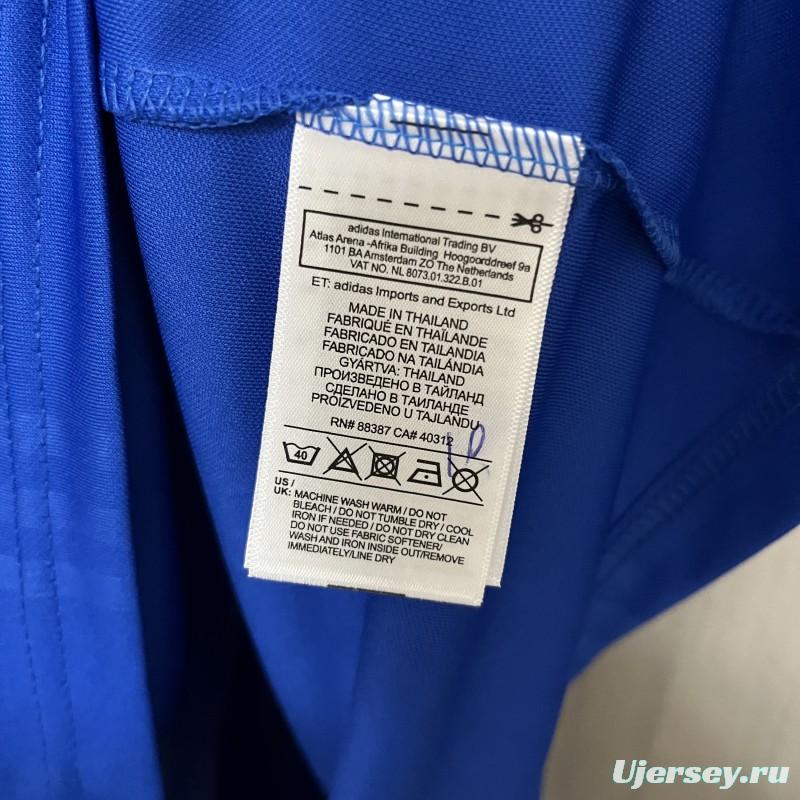 adidas International Trading BV
Atlas Arena -Afrika Building Hoogoorddreef 9a
1101 BA Amsterdam ZO The Netherlands
VAT NO. NL 8073.01.322.B.01
ET: adidas Imports and Exports Ltd
MADE IN THAILAND
FABRIQUÉ EN THAÏLANDE
FABRICADO EN TAILANDIA
FABRICADO NA TAILÂNDIA
GYÁRTVA: THAILAND
ПРОИЗВЕДЕНО В ТАЙЛАНД
СДЕЛАНО В ТАИЛАНДЕ
PROIZVEDENO U TAJLANDU
RN# 88387 CA# 40312
40
US /
UK: MACHINE WASH WARM / DO NOT
BLEACH / DO NOT TUMBLE DRY / COOL
IRON IF NEEDED / DO NOT DRY CLEAN
DO NOT USE FABRIC SOFTENER/
WASH AND IRON INSIDE OUT/REMOVE
IMMEDIATELY/LINE DRY
Ujersey.ru